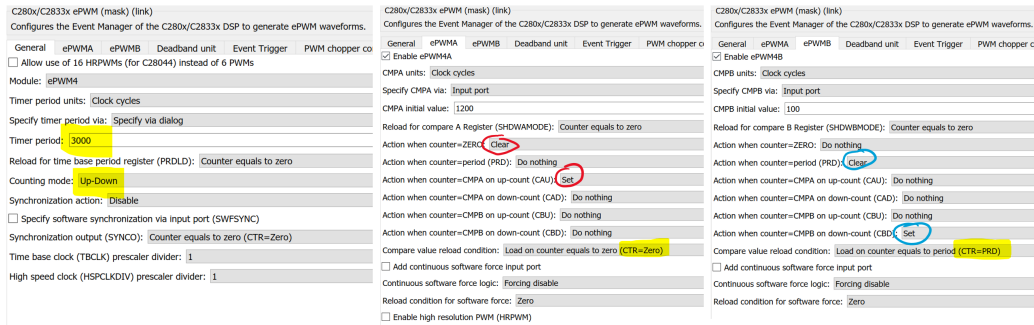 C280x/C2833x ePWM (mask) (link)
Configures the Event Manager of the C280x/C2833x DSP to generate ePWM waveforms.
General ePWMA ePWMB Deadband unit Event Trigger PWM chopper co
Allow use of 16 HRPWMs (for C28044) instead of 6 PWMs
Module: ePWM4
Timer period units: Clock cycles
Specify timer period via: Specify via dialog
Timer period: 3000
Reload for time base period register (PRDLD): Counter equals to zero
Counting mode: Up-Down
Synchronization action: Disable
Specify software synchronization via input port (SWFSYNC)
Synchronization output (SYNCO): Counter equals to zero (CTR=Zero)
Time base clock (TBCLK) prescaler divider: 1
High speed clock (HSPCLKDIV) prescaler divider: 1
C280x/C2833x ePWM (mask) (link)
Configures the Event Manager of the C280x/C2833x DSP to generate ePWM waveforms.
General ePWMA ePWMB Deadband unit Event Trigger PWM chopper c
Enable ePWM4A
CMPA units: Clock cycles
Specify CMPA via: Input port
CMPA initial value: 1200
Reload for compare A Register (SHDWAMODE): Counter equals to zero
Action when counter=ZERO: Clear
Action when counter=period (PRD): Do nothing
Action when counter=CMPA on up-count (CAU): Set
Action when counter=CMPA on down-count (CAD): Do nothing
Action when counter=CMPB on up-count (CBU): Do nothing
Action when counter=CMPB on down-count (CBD): Do nothing
Compare value reload condition: Load on counter equals to zero (CTR=Zero)
Add continuous software force input port
Continuous software force logic: Forcing disable
Reload condition for software force: Zero
Enable high resolution PWM (HRPWM)
C280x/C2833x ePWM (mask) (link)
Configures the Event Manager of the C280x/C2833x DSP to generate ePWM waveforms.
General ePWMA ePWMB Deadband unit Event Trigger PWM chopper c
Enable ePWM4B
CMPB units: Clock cycles
Specify CMPB via: Input port
CMPB initial value: 100
Reload for compare B Register (SHDWBMODE): Counter equals to zero
Action when counter=ZERO: Do nothing
Action when counter=period (PRD): Clear
Action when counter=CMPA on up-count (CAU): Do nothing
Action when counter=CMPA on down-count (CAD): Do nothing
Action when counter=CMPB on up-count (CBU): Do nothing
Action when counter=CMPB on down-count (CBD): Set
Compare value reload condition: Load on counter equals to period (CTR=PRD)
Add continuous software force input port
Continuous software force logic: Forcing disable
Reload condition for software force: Zero